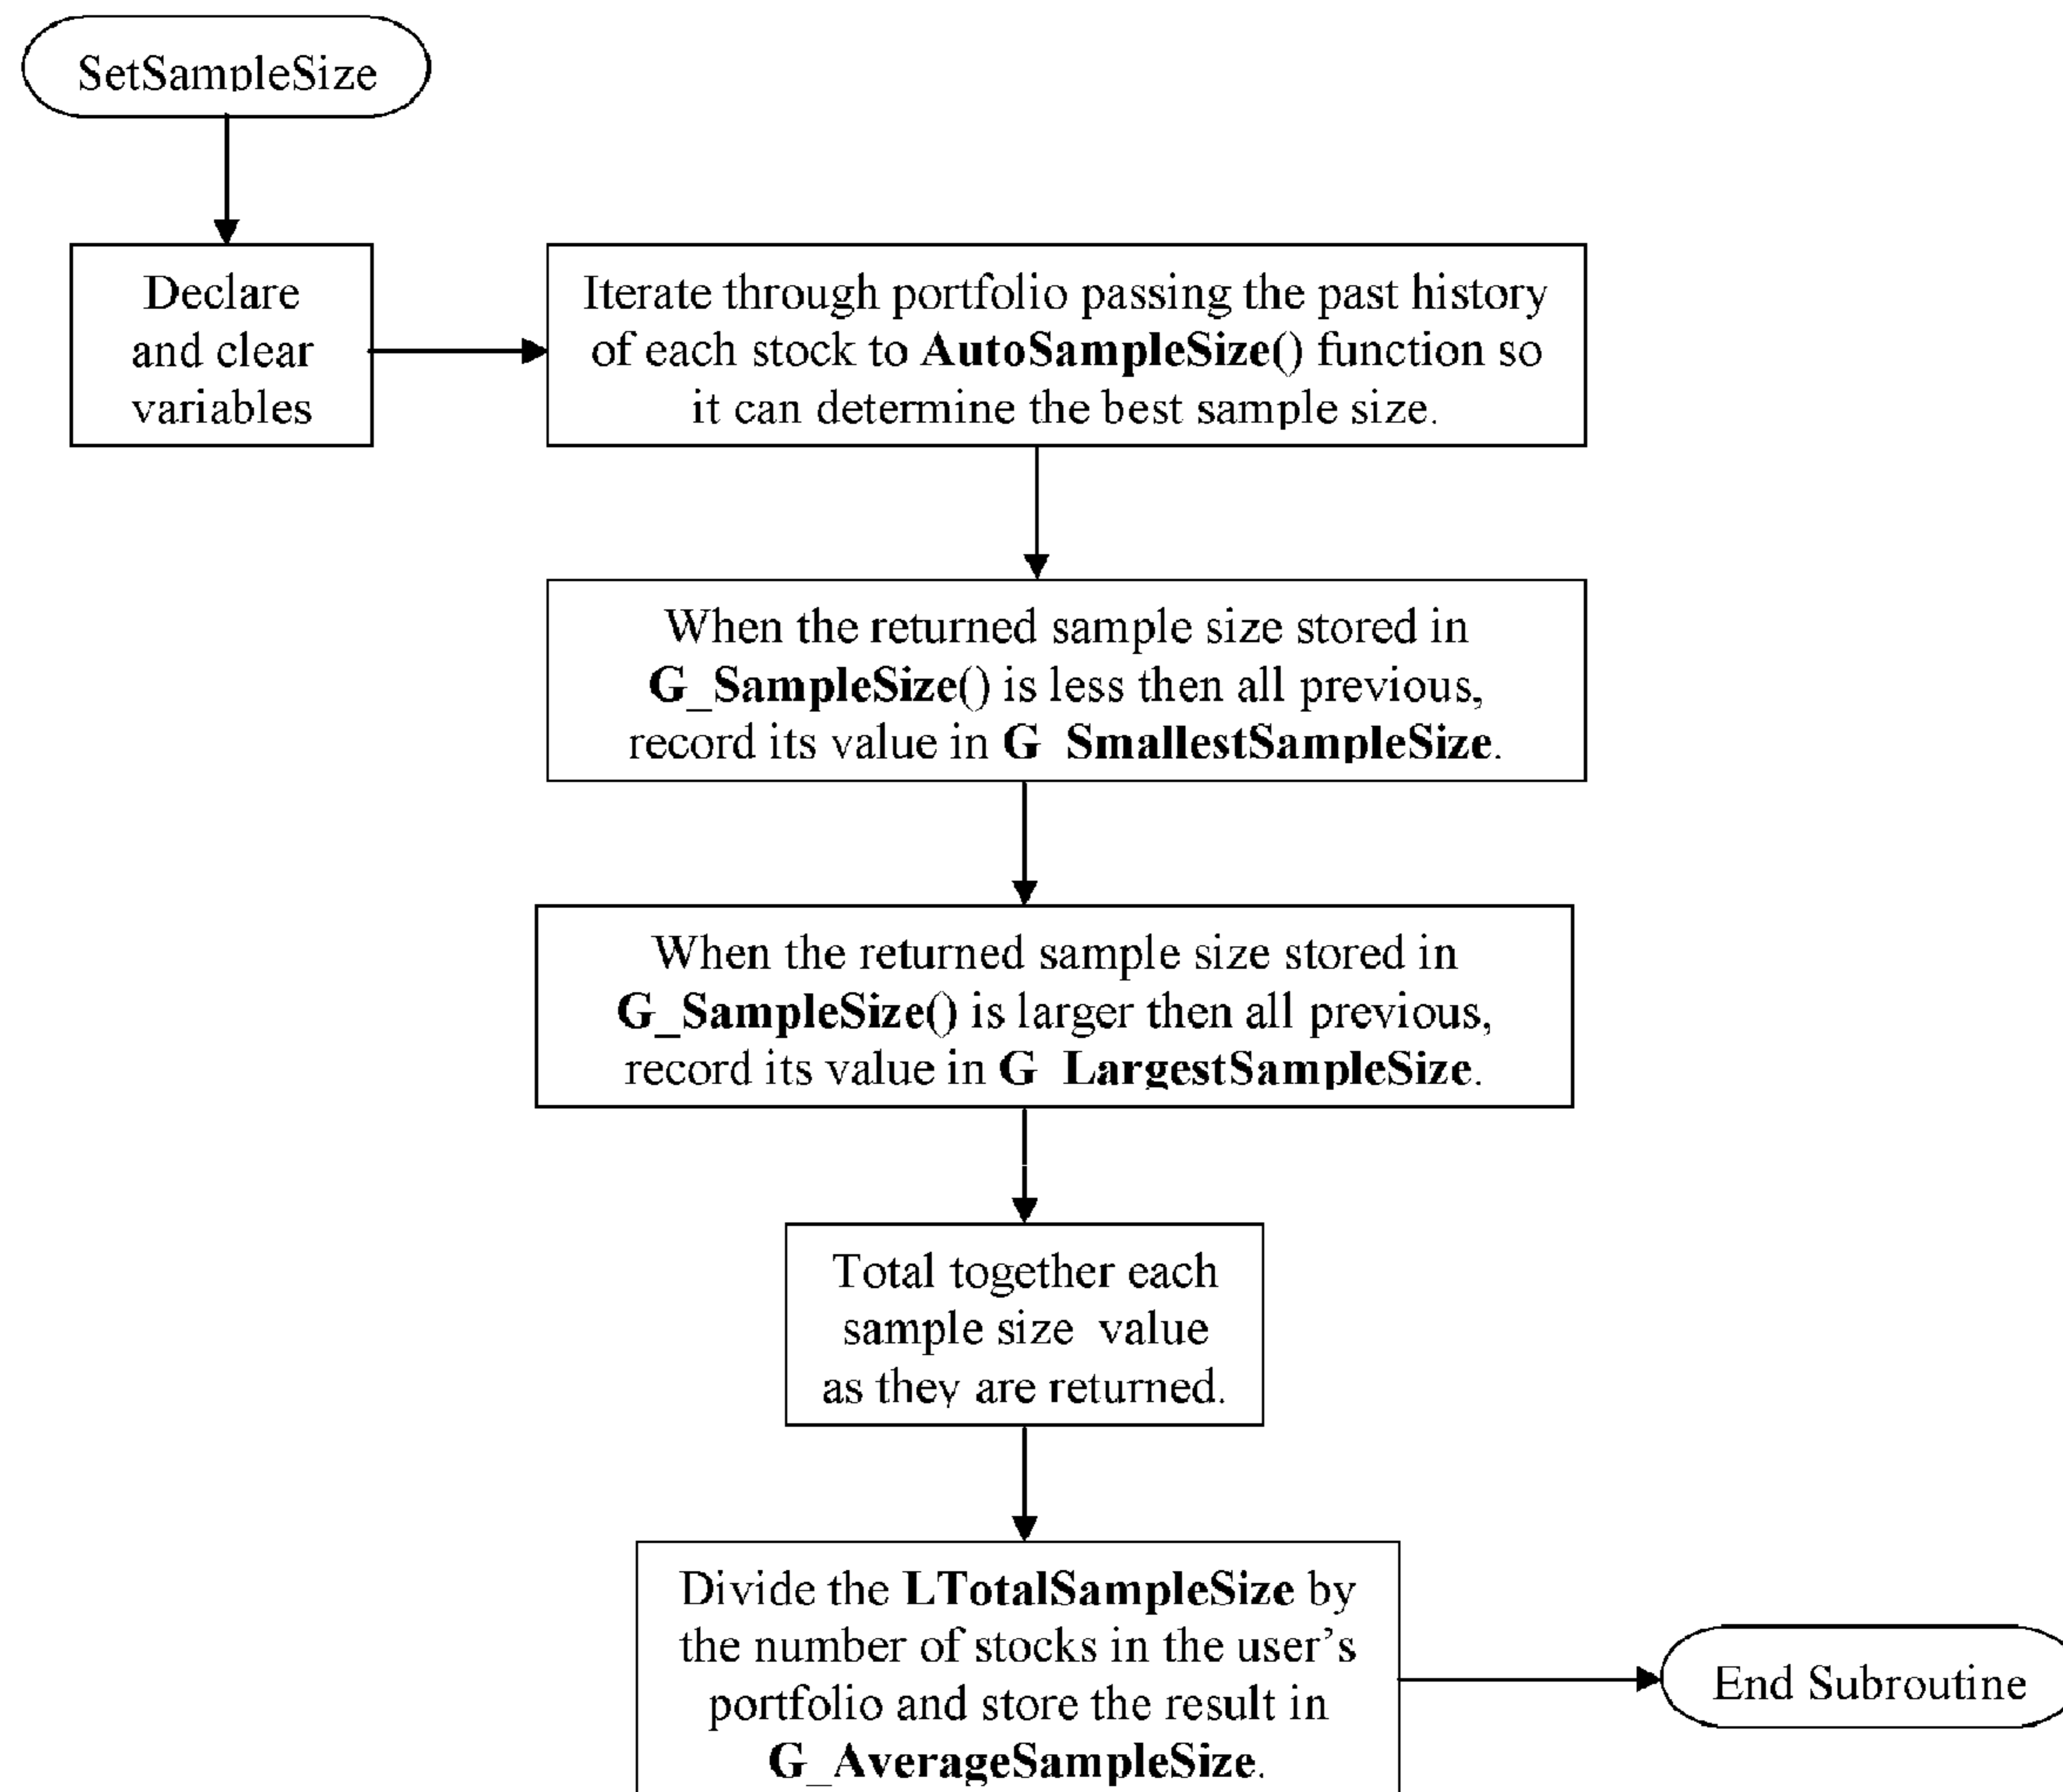 SetSampleSize
Declare
and clear
variables
Iterate through portfolio passing the past history
of each stock to AutoSampleSize() function so
it can determine the best sample size.
When the returned sample size stored in
G_SampleSize() is less then all previous,
record its value in G SmallestSampleSize.
When the returned sample size stored in
G_SampleSize() is larger then all previous,
record its value in G LargestSampleSize.
Total together each
sample size value
as they are returned.
Divide the LTotalSampleSize by
the number of stocks in the user’s
portfolio and store the result in
G_AverageSampleSize.
End Subroutine